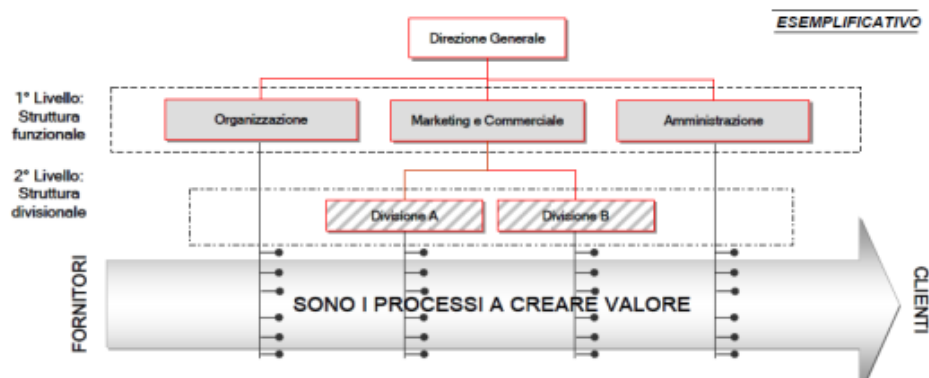 ESEMPLIFICATIVO
Direzione Generale
1° Livello:
Struttura
funzionale
Organizzazione
Marketing e Commerciale
Amministrazione
2° Livello:
Struttura
divisionale
Divisione A
Divisione B
FORNITORI
SONO I PROCESSI A CREARE VALORE
CLIENTI